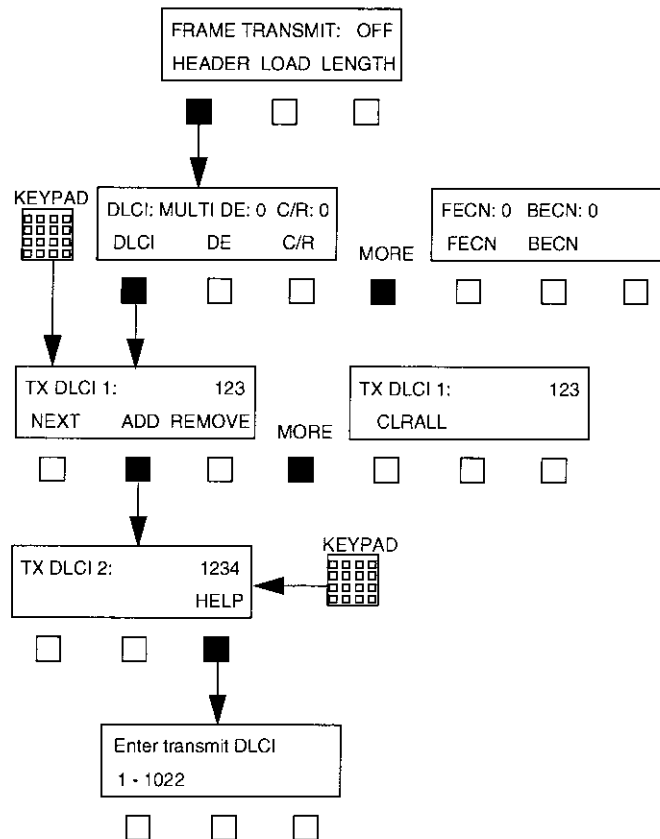 FRAME TRANSMIT: OFF
HEADER LOAD LENGTH
KEYPAD
DLCI: MULTI DE: 0 C/R: 0
DLCI DE C/R
MORE
FECN: 0 BECN: 0
FECN BECN
TX DLCI 1: 123
NEXT ADD REMOVE
MORE
TX DLCI 1: 123
CLRALL
TX DLCI 2: 1234
HELP
KEYPAD
Enter transmit DLCI
1 - 1022